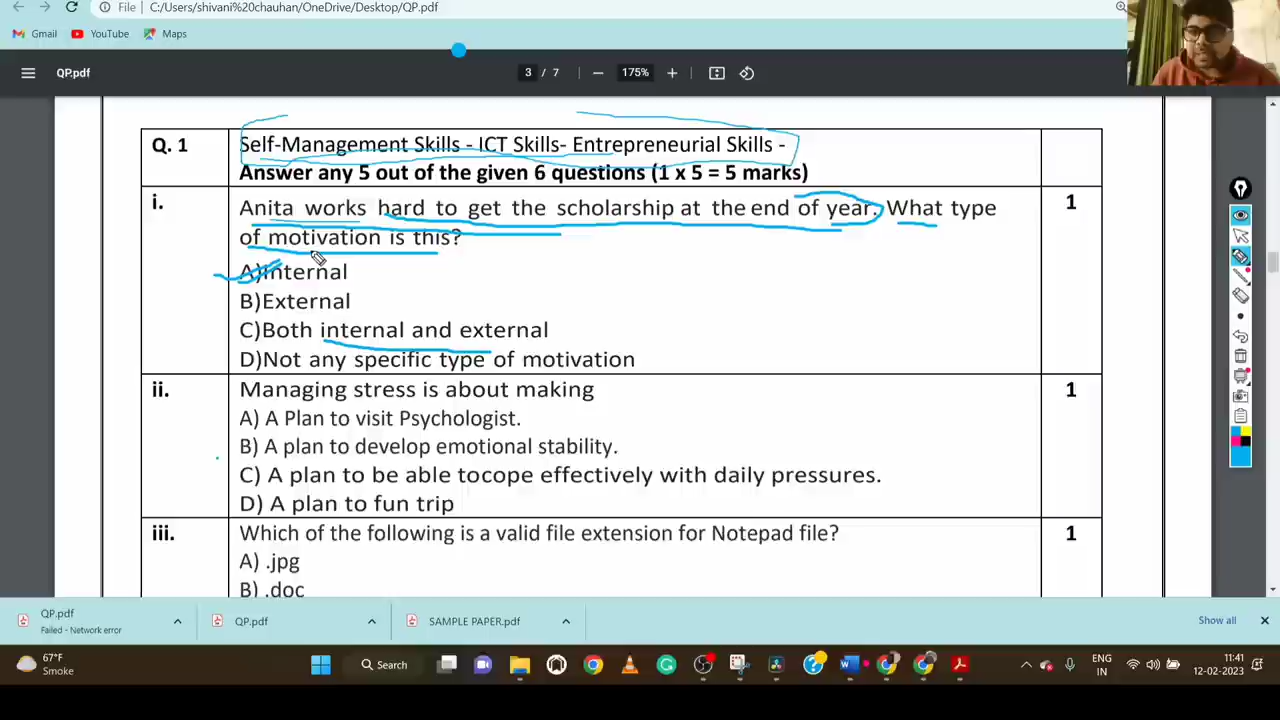 File
C:/Users/shivani%20chauhan/OneDrive/Desktop/QP.pdf
Gmail
YouTube
Maps
QP.pdf
3 / 7
175%
Q. 1
Self-Management Skills - ICT Skills- Entrepreneurial Skills -
Answer any 5 out of the given 6 questions (1 x 5 = 5 marks)
i.
Anita works hard to get the scholarship at the end of year. What type
of motivation is this?
1
A)Internal
B)External
C)Both internal and external
D)Not any specific type of motivation
ii.
Managing stress is about making
1
A) A Plan to visit Psychologist.
B) A plan to develop emotional stability.
C) A plan to be able tocope effectively with daily pressures.
D) A plan to fun trip
iii.
Which of the following is a valid file extension for Notepad file?
1
A) .jpg
B) .doc
QP.pdf
Failed - Network error
QP.pdf
SAMPLE PAPER.pdf
Show all
67°F
Smoke
Search
ENG
IN
11:41
12-02-2023